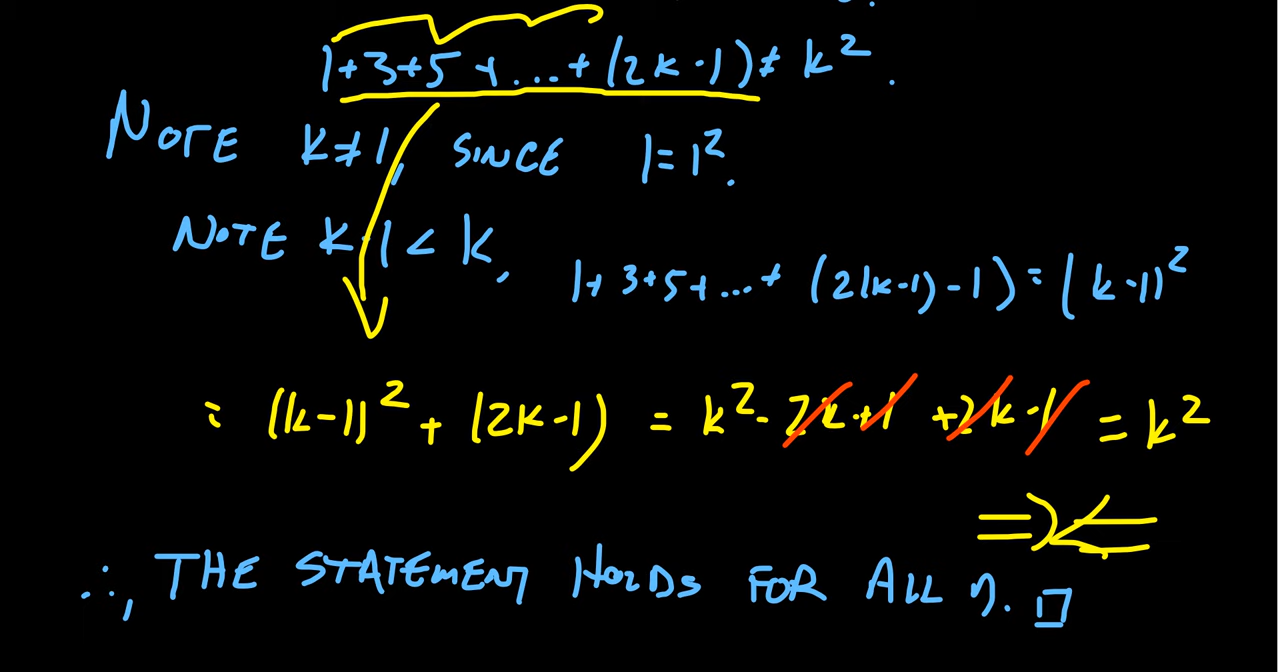 1+3+5+...+(2k-1)≠k².
NOTE k≠1, SINCE 1=1².
NOTE k-1<k, 1+3+5+...+(2(k-1)-1)=(k-1)²
=(k-1)²+(2k-1)=k²-2k+1+2k-1=k²
⇒⇐
∴, THE STATEMENT HOLDS FOR ALL n. □